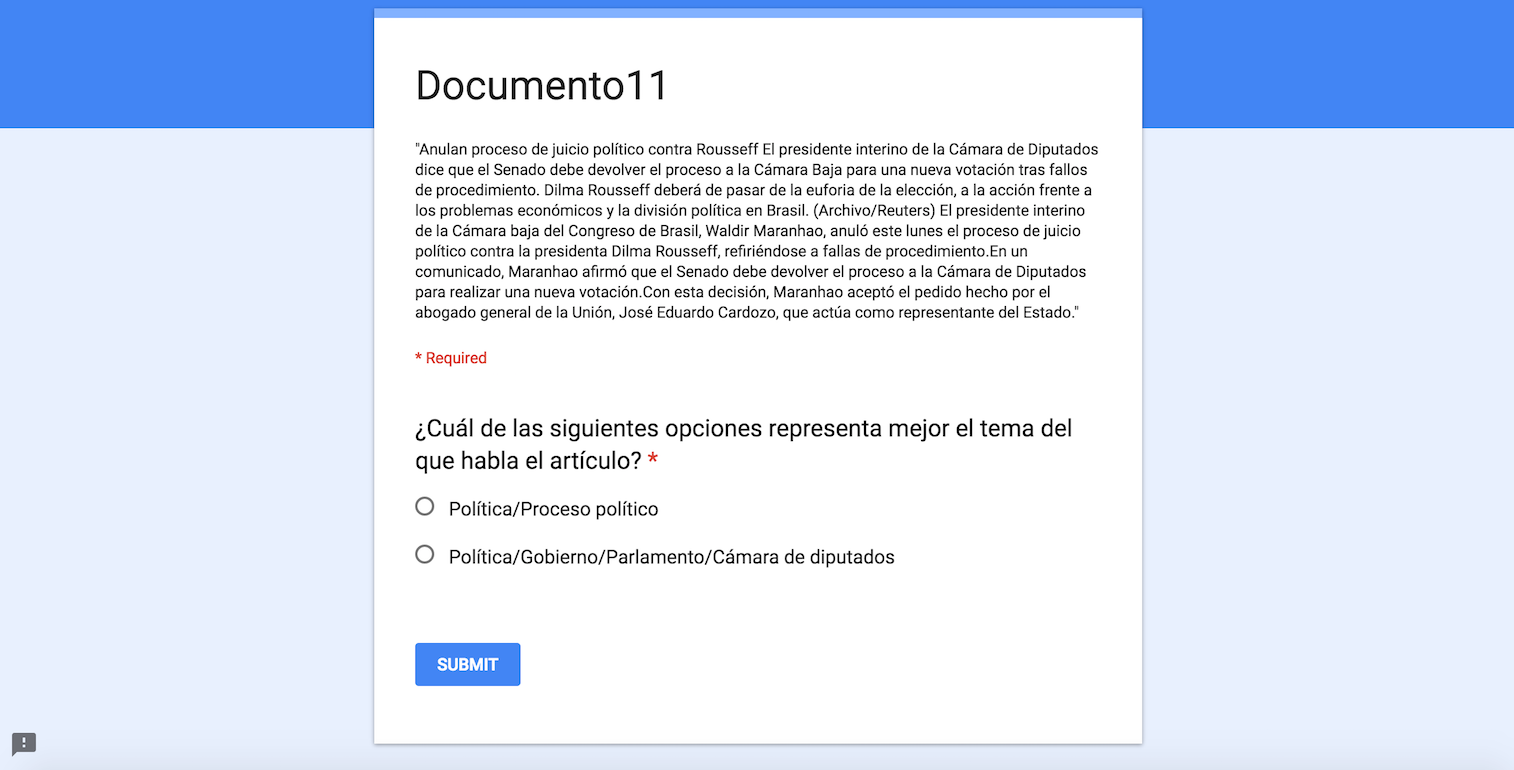 Documento11
"Anulan proceso de juicio político contra Rousseff El presidente interino de la Cámara de Diputados
dice que el Senado debe devolver el proceso a la Cámara Baja para una nueva votación tras fallos
de procedimiento. Dilma Rousseff deberá de pasar de la euforia de la elección, a la acción frente a
los problemas económicos y la división política en Brasil. (Archivo/Reuters) El presidente interino
de la Cámara baja del Congreso de Brasil, Waldir Maranhao, anuló este lunes el proceso de juicio
político contra la presidenta Dilma Rousseff, refiriéndose a fallas de procedimiento.En un
comunicado, Maranhao afirmó que el Senado debe devolver el proceso a la Cámara de Diputados
para realizar una nueva votación.Con esta decisión, Maranhao aceptó el pedido hecho por el
abogado general de la Unión, José Eduardo Cardozo, que actúa como representante del Estado."
* Required
¿Cuál de las siguientes opciones representa mejor el tema del
que habla el artículo? *
Política/Proceso político
Política/Gobierno/Parlamento/Cámara de diputados
SUBMIT